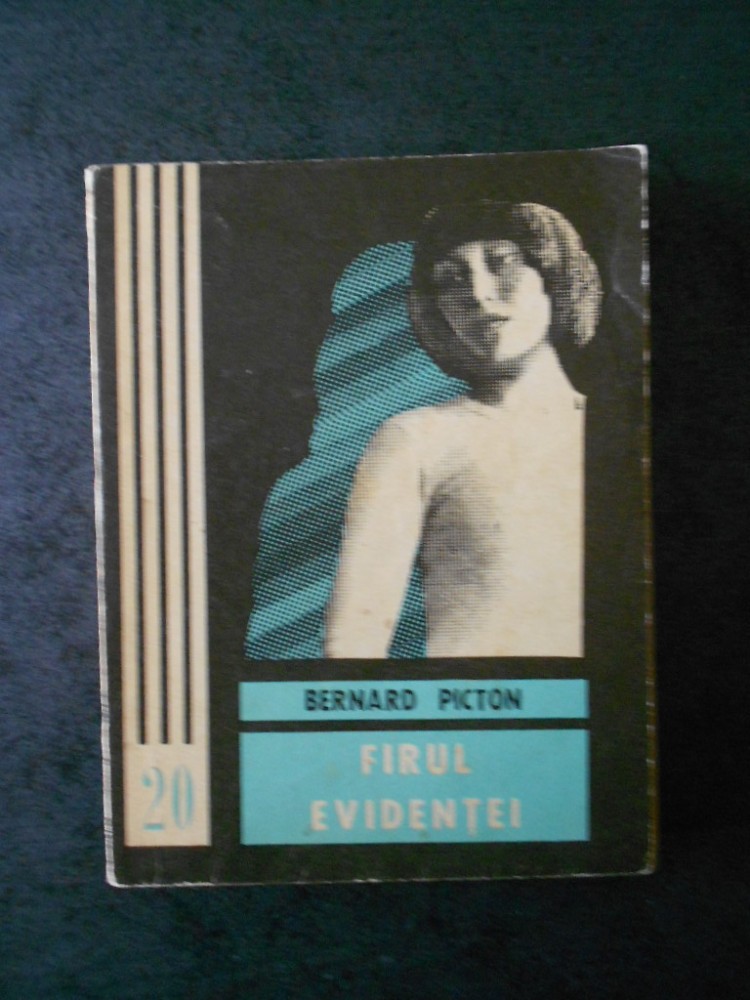 BERNARD PICTON
FIRUL
EVIDENȚEI
20